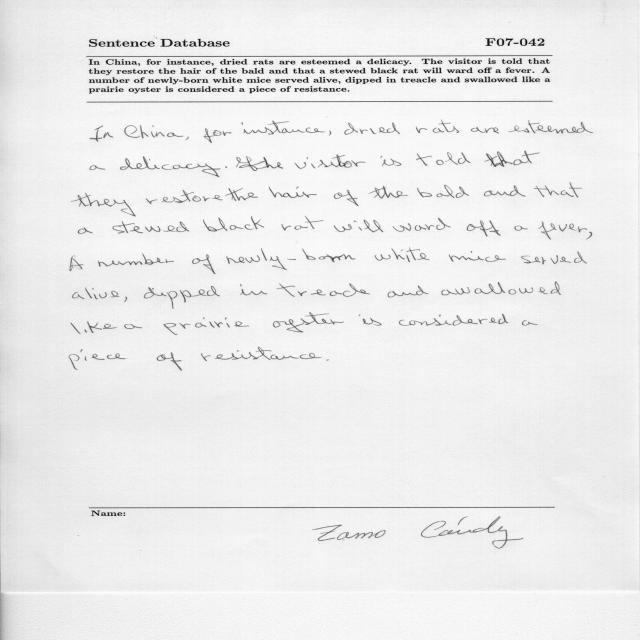 Sentence Database F07-042
In China, for instance, dried rats are esteemed a delicacy. The visitor is told that
they restore the hair of the bald and that a stewed black rat will ward off a fever. A
number of newly-born white mice served alive, dipped in treacle and swallowed like a
prairie oyster is considered a piece of resistance.
In China, for instance, dried rats are esteemed
a delicacy. The visitor is told that
they restore the hair of the bald and that
a stewed black rat will ward off a fever,
A number of newly-born white mice served
alive, dipped in treacle and awallowed
like a prairie oyster is considered a
piece of resistance.
Name:
Zamo